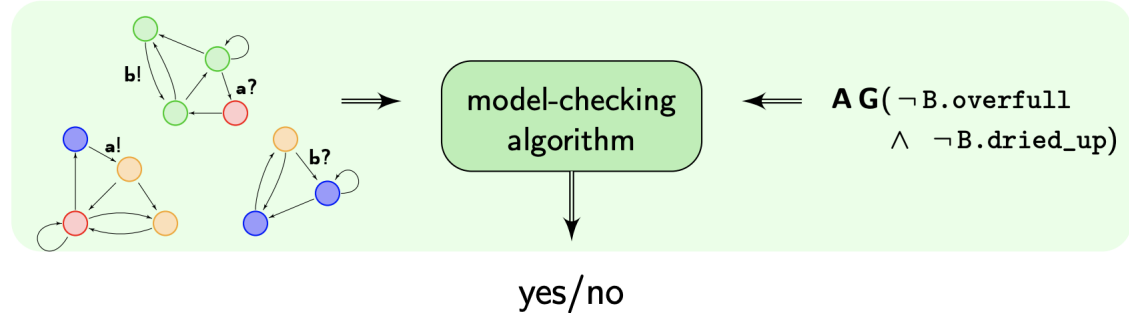 b!
a?
a!
b?
model-checking
algorithm
A G(¬ B.overfull
∧ ¬ B.dried_up)
yes/no